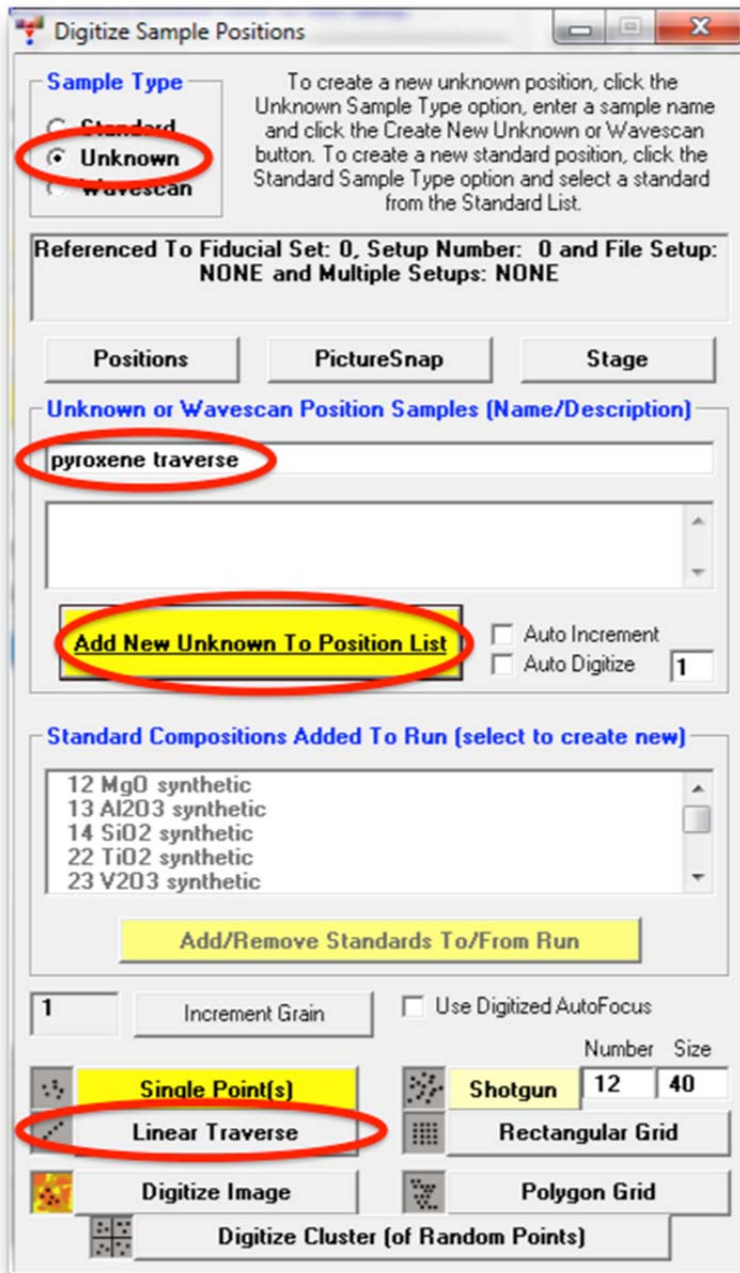 Digitize Sample Positions
Sample Type
Standard
Unknown
Wavescan
To create a new unknown position, click the
Unknown Sample Type option, enter a sample name
and click the Create New Unknown or Wavescan
button. To create a new standard position, click the
Standard Sample Type option and select a standard
from the Standard List.
Referenced To Fiducial Set: 0, Setup Number: 0 and File Setup:
NONE and Multiple Setups: NONE
Positions
PictureSnap
Stage
Unknown or Wavescan Position Samples (Name/Description)
pyroxene traverse
Add New Unknown To Position List
Auto Increment
Auto Digitize 1
Standard Compositions Added To Run (select to create new)
12 MgO synthetic
13 Al2O3 synthetic
14 SiO2 synthetic
22 TiO2 synthetic
23 V2O3 synthetic
Add/Remove Standards To/From Run
1 Increment Grain
Use Digitized AutoFocus
Number Size
Single Point(s)
Shotgun 12 40
Linear Traverse
Rectangular Grid
Digitize Image
Polygon Grid
Digitize Cluster (of Random Points)